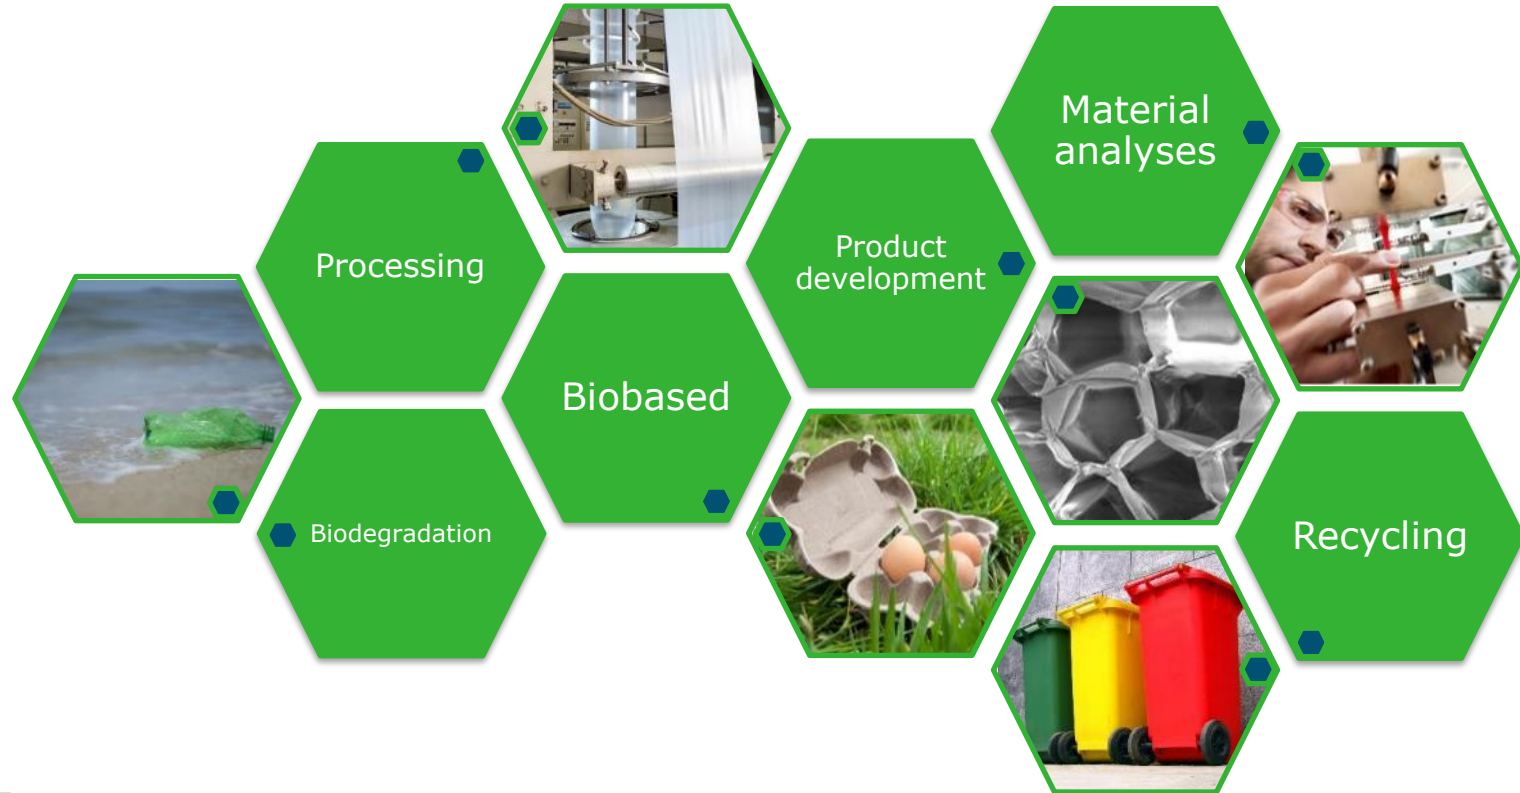 Material
analyses
Processing
Product
development
Biobased
Biodegradation
Recycling